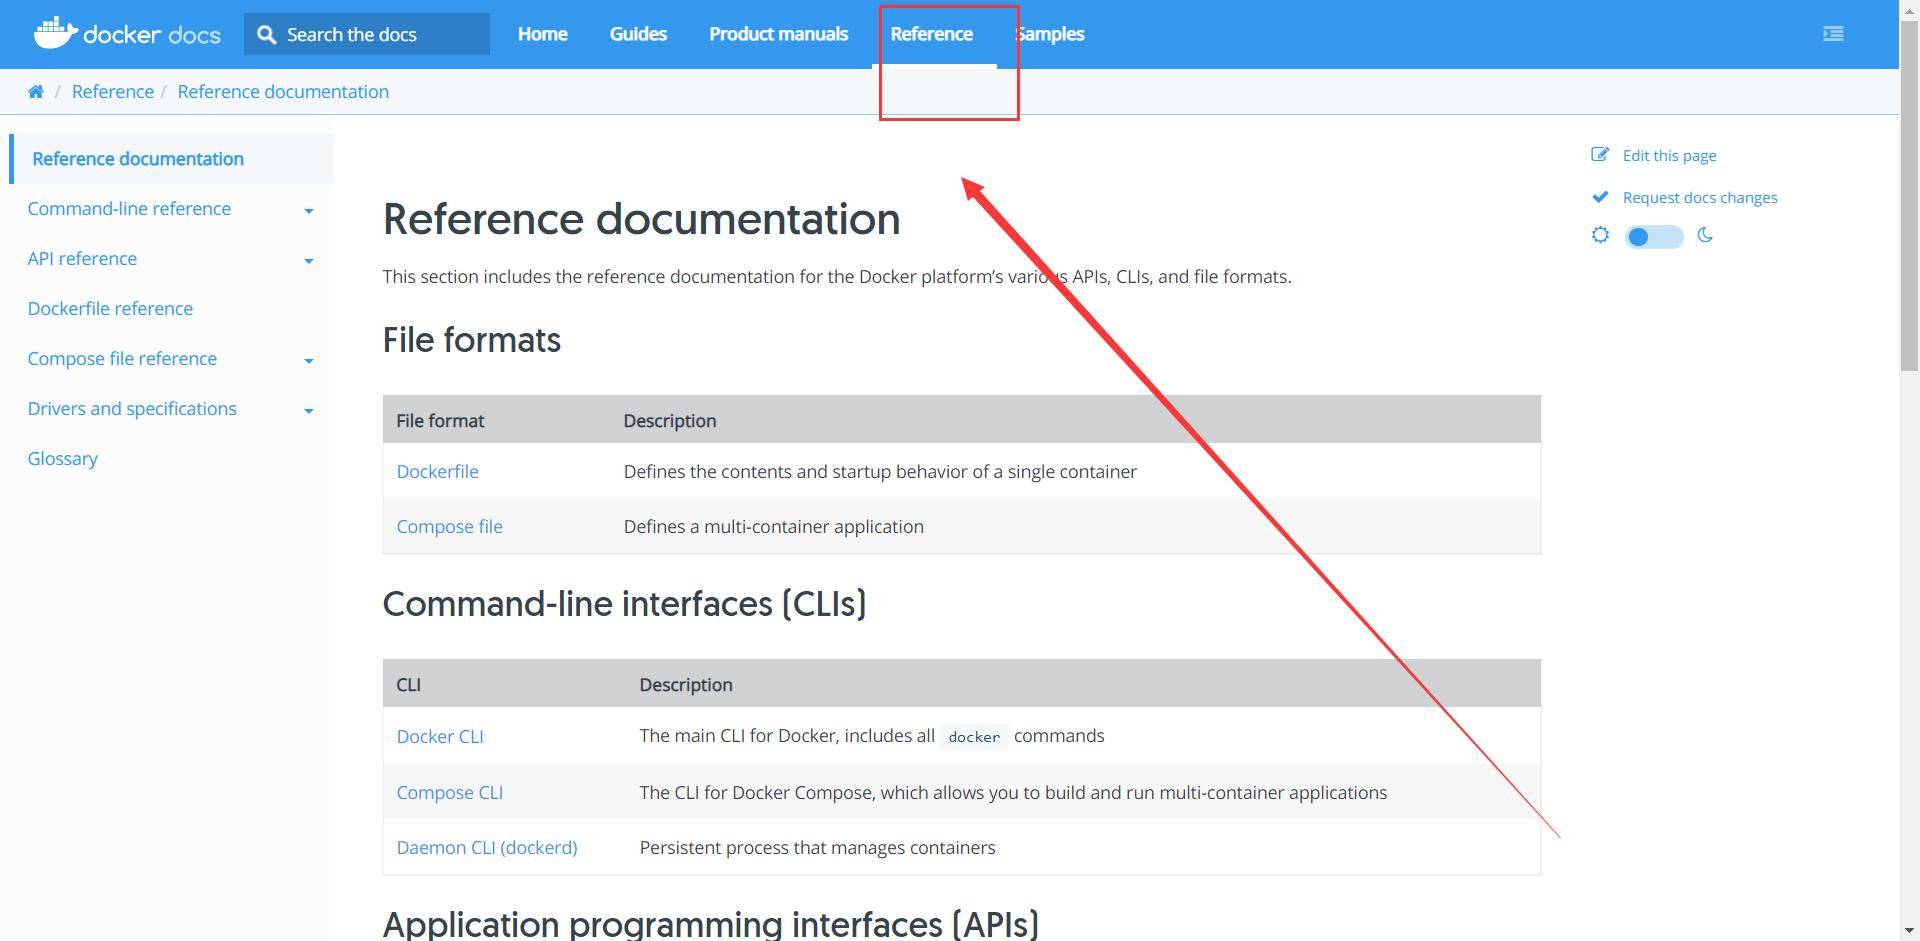 docker docs Search the docs Home Guides Product manuals Reference Samples
/ Reference / Reference documentation
Reference documentation
Command-line reference
API reference
Dockerfile reference
Compose file reference
Drivers and specifications
Glossary
Reference documentation
This section includes the reference documentation for the Docker platform’s various APIs, CLIs, and file formats.
File formats
File format Description
Dockerfile Defines the contents and startup behavior of a single container
Compose file Defines a multi-container application
Command-line interfaces (CLIs)
CLI Description
Docker CLI The main CLI for Docker, includes all docker commands
Compose CLI The CLI for Docker Compose, which allows you to build and run multi-container applications
Daemon CLI (dockerd) Persistent process that manages containers
Application programming interfaces (APIs)
Edit this page
Request docs changes